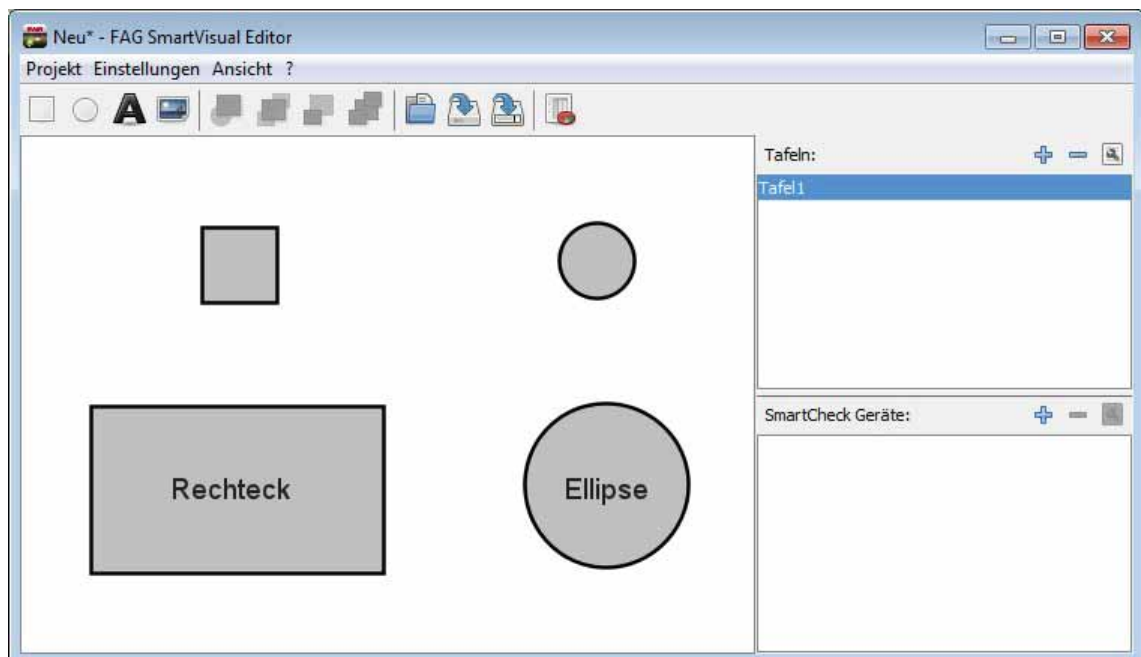 Neu* - FAG SmartVisual Editor
Projekt Einstellungen Ansicht ?
Tafeln:
Tafel1
SmartCheck Geräte:
Rechteck
Ellipse